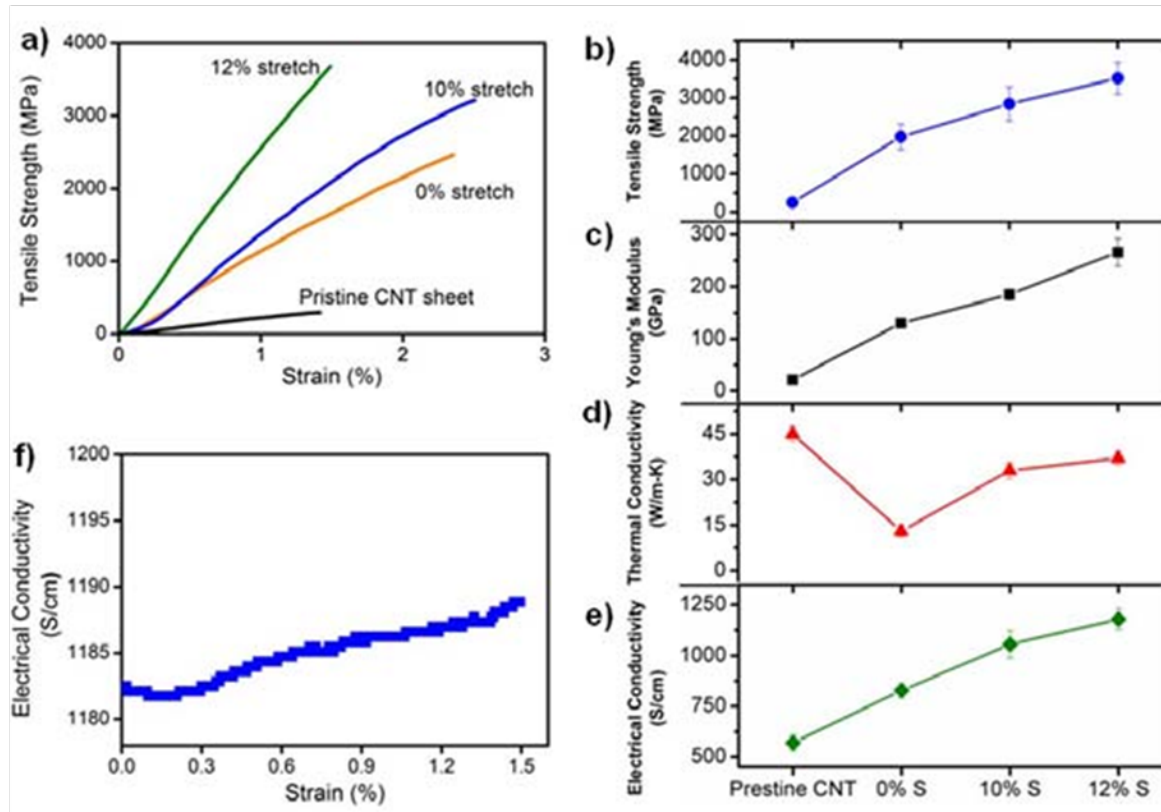 a)
4000
3000
2000
1000
0
Tensile Strength (MPa)
12% stretch
10% stretch
0% stretch
Pristine CNT sheet
0 1 2 3
Strain (%)
f)
1200
1195
1190
1185
1180
Electrical Conductivity
(S/cm)
0.0 0.3 0.6 0.9 1.2 1.5
Strain (%)
b)
4000
3000
2000
1000
0
Tensile Strength
(MPa)
c)
300
200
100
0
Young's Modulus
(GPa)
d)
45
30
15
0
Thermal Conductivity
(W/m-K)
e)
1250
1000
750
500
Electrical Conductivity
(S/cm)
Prestine CNT 0% S 10% S 12% S